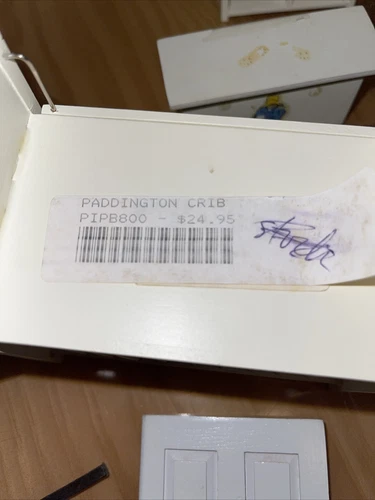 PADDINGTON CRIB
PIPB800 - $24.95